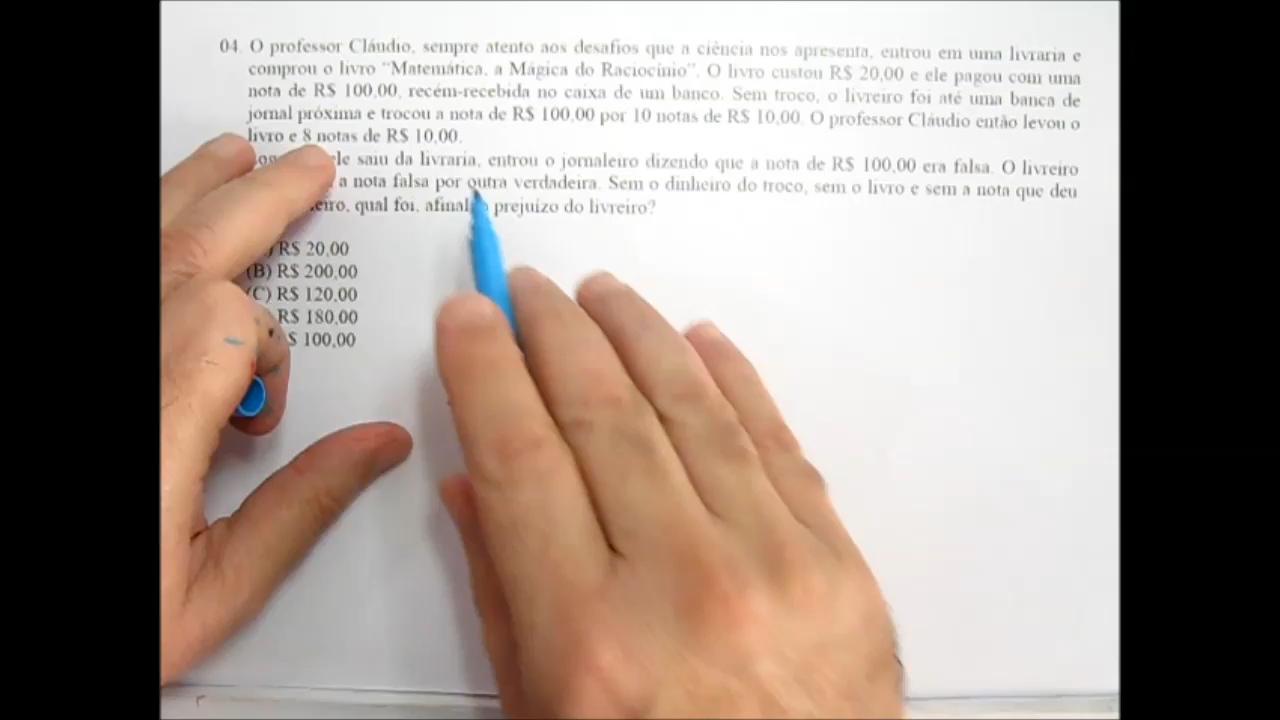 04. O professor Cláudio, sempre atento aos desafios que a ciência nos apresenta, entrou em uma livraria e
comprou o livro "Matemática, a Mágica do Raciocínio". O livro custou R$ 20,00 e ele pagou com uma
nota de R$ 100,00, recém-recebida no caixa de um banco. Sem troco, o livreiro foi até uma banca de
jornal próxima e trocou a nota de R$ 100,00 por 10 notas de R$ 10,00. O professor Cláudio então levou o
livro e 8 notas de R$ 10,00.
saiu da livraria, entrou o jornaleiro dizendo que a nota de R$ 100,00 era falsa. O livreiro
a nota falsa por outra verdadeira. Sem o dinheiro do troco, sem o livro e sem a nota que deu
qual foi, afinal prejuízo do livreiro?
R$ 20,00
(B) R$ 200,00
(C) R$ 120,00
R$ 180,00
$ 100,00